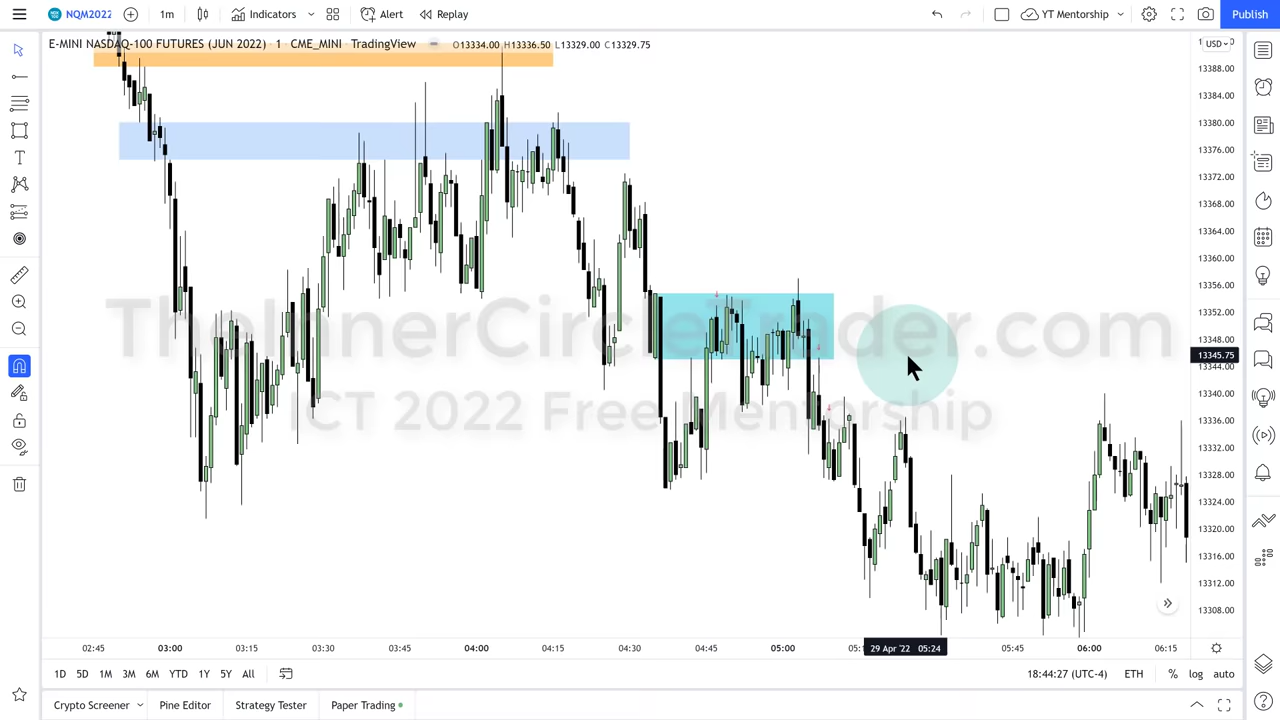 NQM2022
1m
Indicators
Alert
Replay
YT Mentorship
Publish
E-MINI NASDAQ-100 FUTURES (JUN 2022) · 1 · CME_MINI · TradingView
O13334.00 H13336.50 L13329.00 C13329.75
USD
13388.00
13384.00
13380.00
13376.00
13372.00
13368.00
13364.00
13360.00
13356.00
13352.00
13348.00
13345.75
13344.00
13340.00
13336.00
13332.00
13328.00
13324.00
13320.00
13316.00
13312.00
13308.00
TheInnerCircleTrader.com
ICT 2022 Free Mentorship
02:45 03:00 03:15 03:30 03:45 04:00 04:15 04:30 04:45 05:00 29 Apr '22 05:24 05:45 06:00 06:15
1D 5D 1M 3M 6M YTD 1Y 5Y All
18:44:27 (UTC-4) ETH % log auto
Crypto Screener Pine Editor Strategy Tester Paper Trading